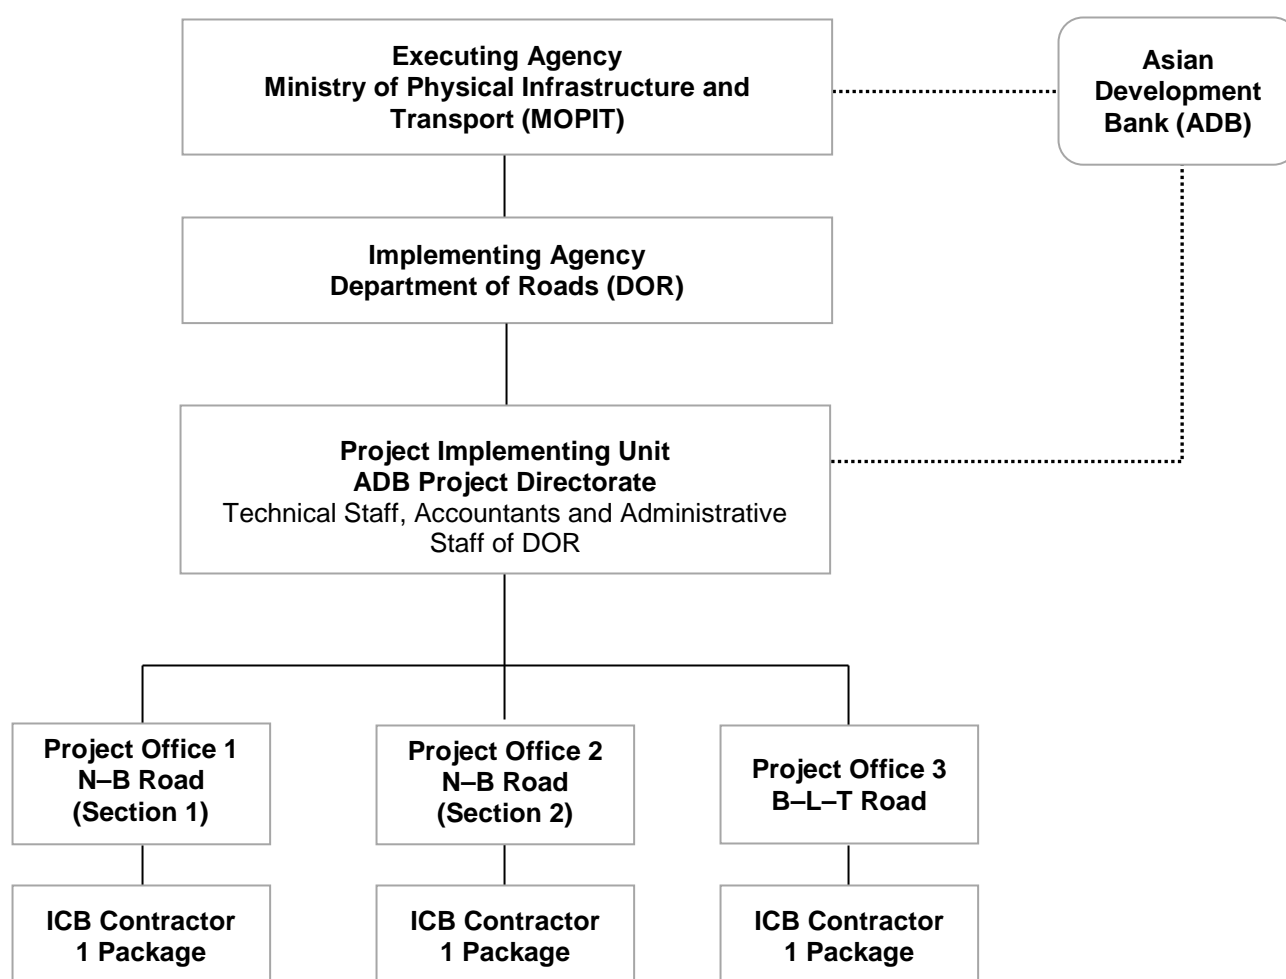 Executing Agency
Ministry of Physical Infrastructure and
Transport (MOPIT)
Asian
Development
Bank (ADB)
Implementing Agency
Department of Roads (DOR)
Project Implementing Unit
ADB Project Directorate
Technical Staff, Accountants and Administrative
Staff of DOR
Project Office 1
N–B Road
(Section 1)
Project Office 2
N–B Road
(Section 2)
Project Office 3
B–L–T Road
ICB Contractor
1 Package
ICB Contractor
1 Package
ICB Contractor
1 Package